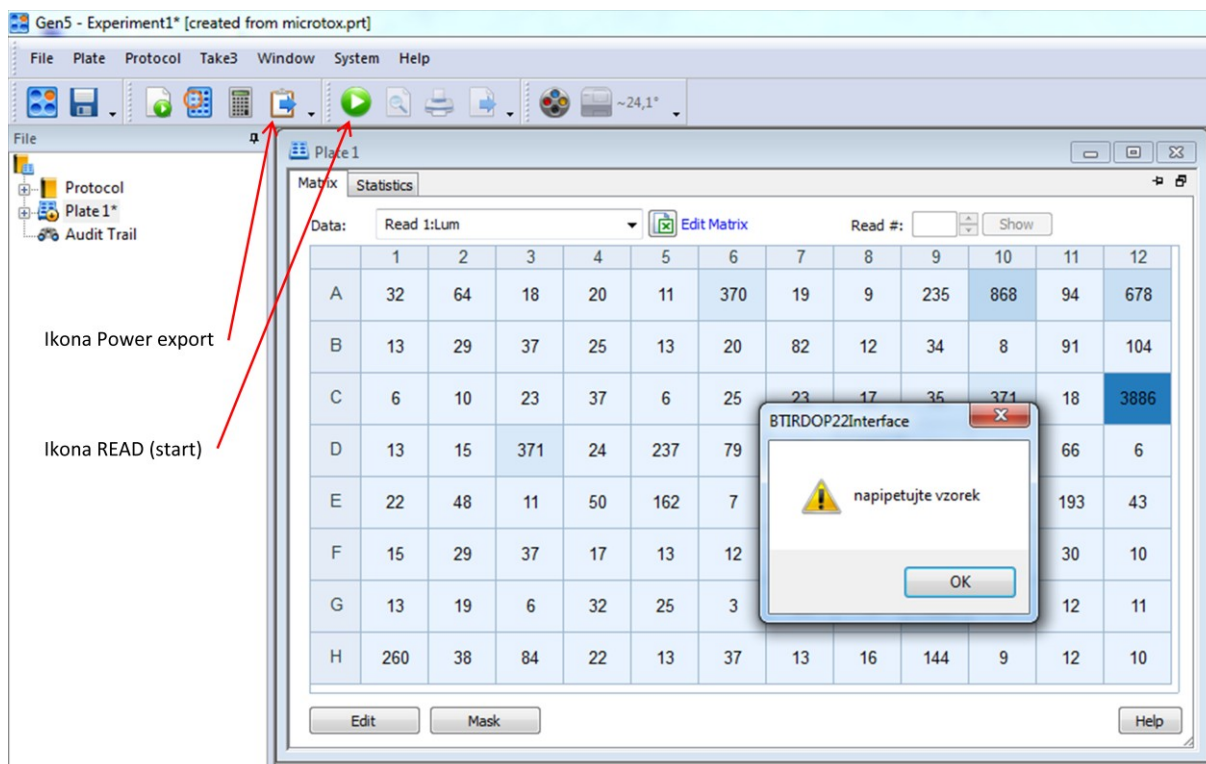 Gen5 - Experiment1* [created from microtox.prt]
File Plate Protocol Take3 Window System Help
~24,1°
File
Protocol
Plate 1*
Audit Trail
Ikona Power export
Ikona READ (start)
Plate 1
Matrix Statistics
Data: Read 1:Lum Edit Matrix Read #: Show
1 2 3 4 5 6 7 8 9 10 11 12
A 32 64 18 20 11 370 19 9 235 868 94 678
B 13 29 37 25 13 20 82 12 34 8 91 104
C 6 10 23 37 6 25 23 17 35 371 18 3886
D 13 15 371 24 237 79 66 6
E 22 48 11 50 162 7 193 43
F 15 29 37 17 13 12 30 10
G 13 19 6 32 25 3 12 11
H 260 38 84 22 13 37 13 16 144 9 12 10
BTIRDOP22Interface
napipetujte vzorek
OK
Edit Mask Help